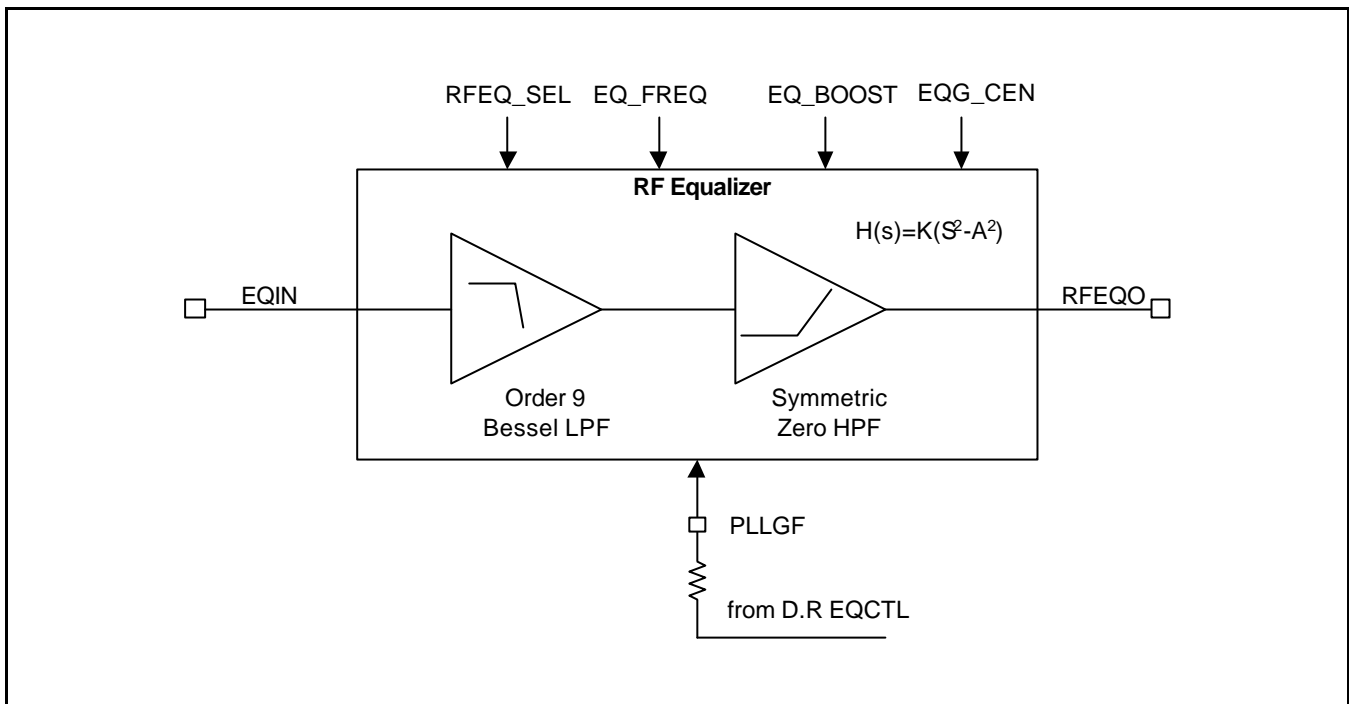 RFEQ_SEL EQ_FREQ EQ_BOOST EQG_CEN
RF Equalizer
H(s)=K(S²-A²)
EQIN
RFEQO
Order 9
Bessel LPF
Symmetric
Zero HPF
PLLGF
from D.R EQCTL